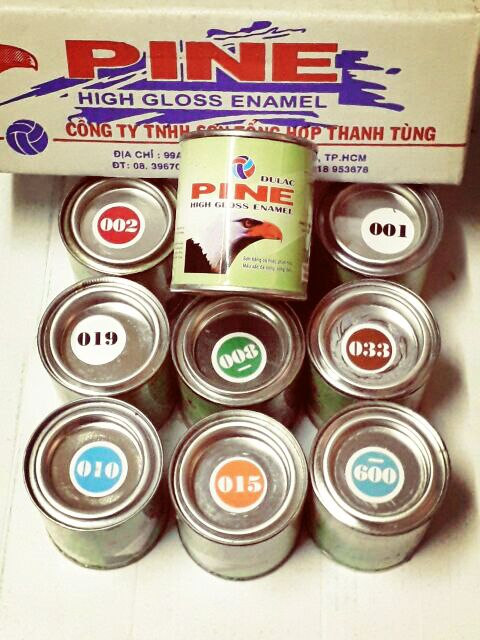 PINE
HIGH GLOSS ENAMEL
CÔNG TY TNHH SƠN TỔNG HỢP THANH TÙNG
ĐỊA CHỈ : 99A
, TP.HCM
ĐT: 08. 3967
18 953678
DULAC
PINE
HIGH GLOSS ENAMEL
002
001
019
008
033
010
015
600